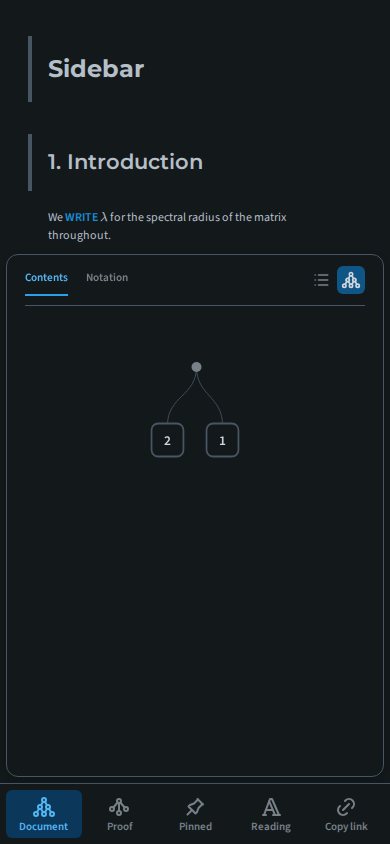 Sidebar
1. Introduction
We WRITE λ for the spectral radius of the matrix
throughout.
Contents Notation
2 1
Document Proof Pinned Reading Copy link